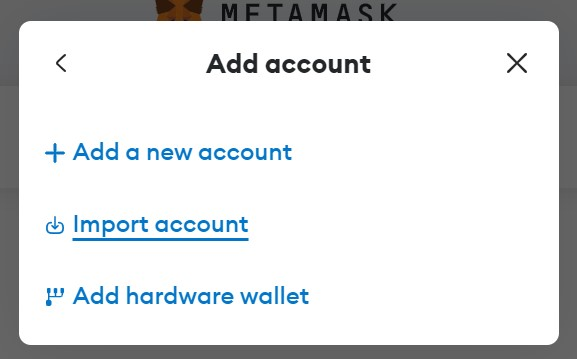 METAMASK
Add account
Add a new account
Import account
Add hardware wallet